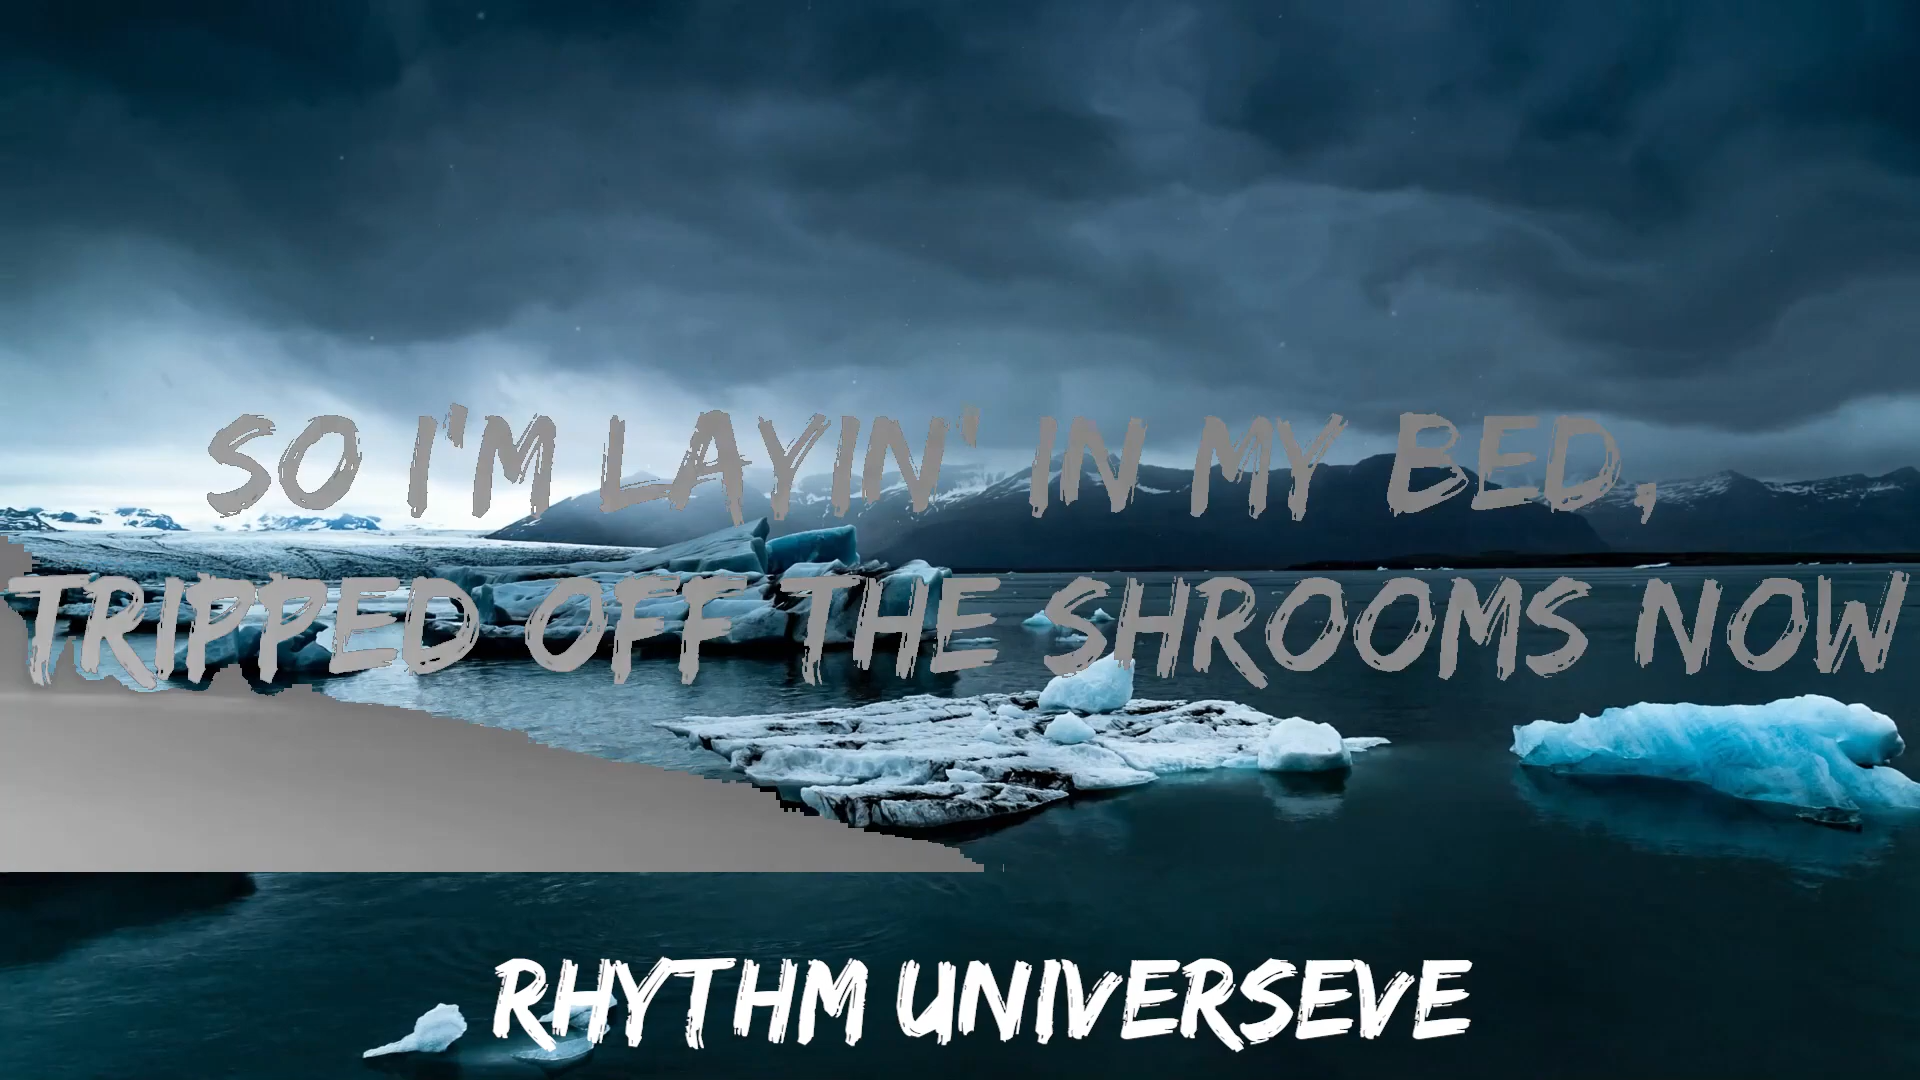 SO I'M LAYIN' IN MY BED,
TRIPPED OFF THE SHROOMS NOW
RHYTHM UNIVERSEVE